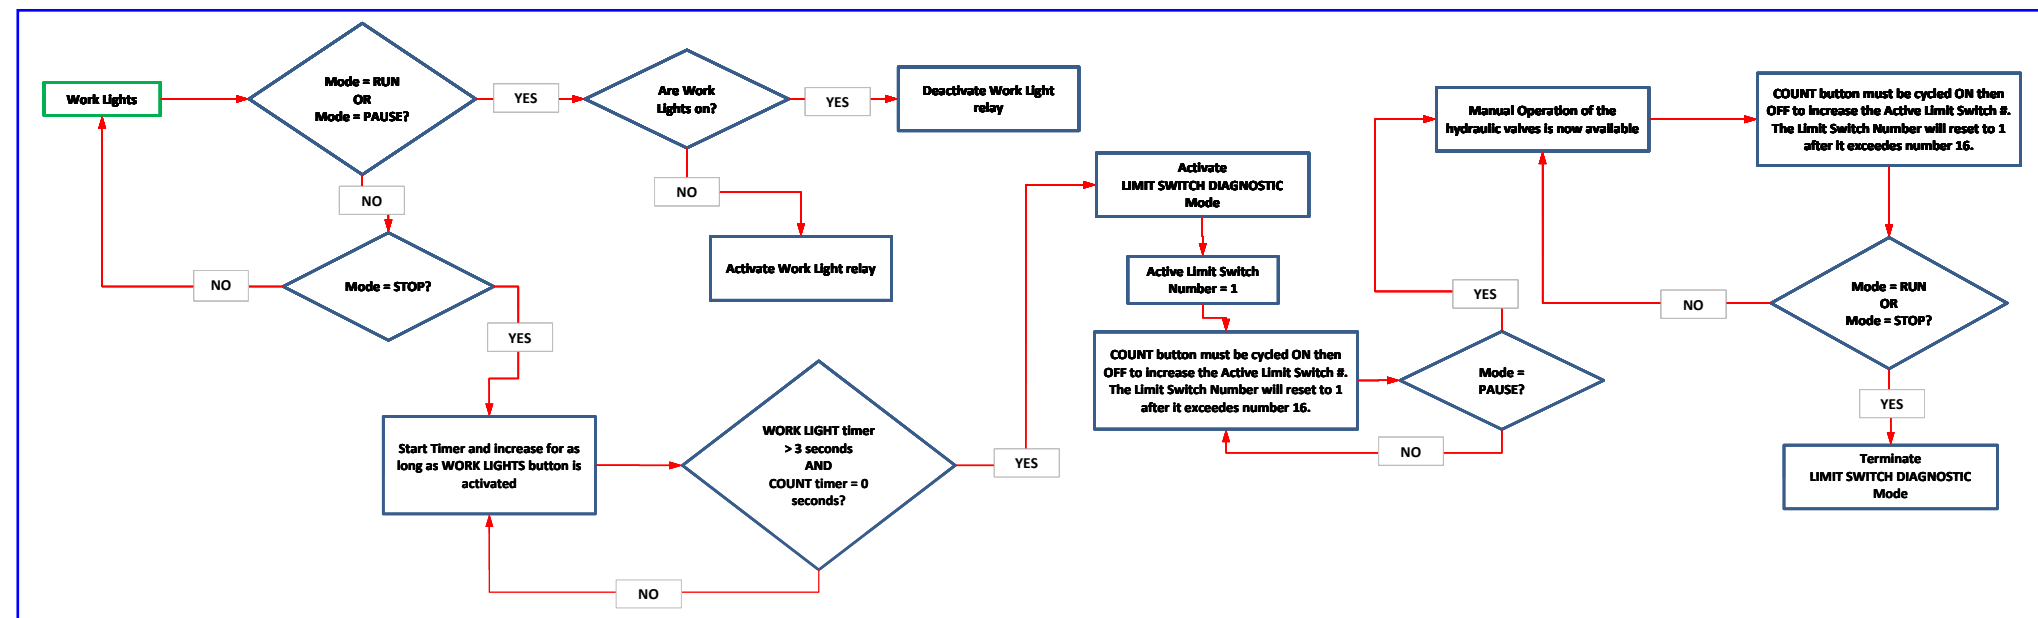 Work Lights
Mode = RUN
OR
Mode = PAUSE?
YES
Are Work
Lights on?
YES
Deactivate Work Light
relay
NO
Activate Work Light relay
NO
Mode = STOP?
NO
YES
Start Timer and increase for as
long as WORK LIGHTS button is
activated
WORK LIGHT timer
> 3 seconds
AND
COUNT timer = 0
seconds?
NO
YES
Activate
LIMIT SWITCH DIAGNOSTIC
Mode
Active Limit Switch
Number = 1
COUNT button must be cycled ON then
OFF to increase the Active Limit Switch #.
The Limit Switch Number will reset to 1
after it exceedes number 16.
Mode =
PAUSE?
NO
YES
Manual Operation of the
hydraulic valves is now available
COUNT button must be cycled ON then
OFF to increase the Active Limit Switch #.
The Limit Switch Number will reset to 1
after it exceedes number 16.
Mode = RUN
OR
Mode = STOP?
NO
YES
Terminate
LIMIT SWITCH DIAGNOSTIC
Mode